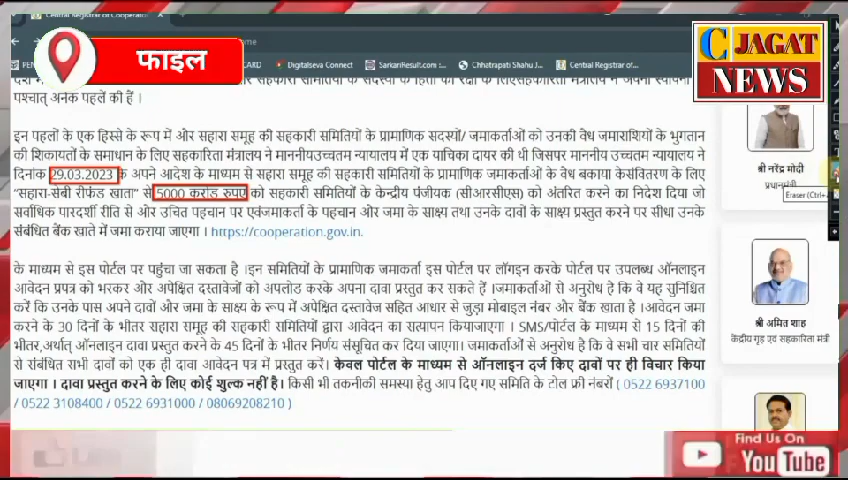 Central Registrar of Cooperat
फाइल
C JAGAT
NEWS
Digitalseva Connect
SarkariResult.com :
Chhatrapati Shahu J...
Central Registrar of...
पश्चात् अनेक पहलें की हैं ।
इन पहलों के एक हिस्से के रूप में और सहारा समूह की सहकारी समितियों के प्रामाणिक सदस्यों/ जमाकर्ताओं को उनकी वैध जमाराशियों के भुगतान
की शिकायतों के समाधान के लिए सहकारिता मंत्रालय ने माननीयउच्चतम न्यायालय में एक याचिका दायर की थी जिसपर माननीय उच्चतम न्यायालय ने
दिनांक 29.03.2023 के अपने आदेश के माध्यम से सहारा समूह की सहकारी समितियों के प्रामाणिक जमाकर्ताओं के वैध बकाया केसंवितरण के लिए
"सहारा-सेबी रीफंड खाता" से 5000 करोड़ रुपए को सहकारी समितियों के केन्द्रीय पंजीयक (सीआरसीएस) को अंतरित करने का निदेश दिया जो
सर्वाधिक पारदर्शी रीति से और उचित पहचान पर एवंजमाकर्ता के पहचान और जमा के साक्ष्य तथा उनके दावों के साक्ष्य प्रस्तुत करने पर सीधा उनके
संबंधित बैंक खाते में जमा कराया जाएगा । https://cooperation.gov.in.
के माध्यम से इस पोर्टल पर पहुंचा जा सकता है ।इन समितियों के प्रामाणिक जमाकर्ता इस पोर्टल पर लॉगइन करके पोर्टल पर उपलब्ध ऑनलाइन
आवेदन प्रपत्र को भरकर और अपेक्षित दस्तावेजों को अपलोड करके अपना दावा प्रस्तुत कर सकते हैं ।जमाकर्ताओं से अनुरोध है कि वे यह सुनिश्चित
करें कि उनके पास अपने दावों और जमा के साक्ष्य के रूप में अपेक्षित दस्तावेज सहित आधार से जुड़ा मोबाइल नंबर और बैंक खाता है ।आवेदन जमा
करने के 30 दिनों के भीतर सहारा समूह की सहकारी समितियों द्वारा आवेदन का सत्यापन कियाजाएगा । SMS/पोर्टल के माध्यम से 15 दिनों की
भीतर,अर्थात् ऑनलाइन दावा प्रस्तुत करने के 45 दिनों के भीतर निर्णय संसूचित कर दिया जाएगा। जमाकर्ताओं से अनुरोध है कि वे सभी चार समितियों
से संबंधित सभी दावों को एक ही दावा आवेदन पत्र में प्रस्तुत करें। केवल पोर्टल के माध्यम से ऑनलाइन दर्ज किए दावों पर ही विचार किया
जाएगा । दावा प्रस्तुत करने के लिए कोई शुल्क नहीं है। किसी भी तकनीकी समस्या हेतु आप दिए गए समिति के टोल फ्री नंबरों ( 0522 6937100
/ 0522 3108400 / 0522 6931000 / 08069208210 )
श्री नरेंद्र मोदी
प्रधानमंत्री
Eraser (Ctrl+
श्री अमित शाह
केंद्रीय गृह एवं सहकारिता मंत्री
Find Us On
YouTube